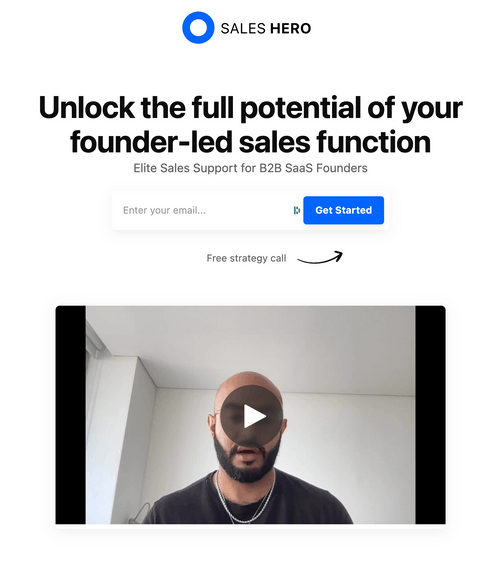 SALES HERO
Unlock the full potential of your
founder-led sales function
Elite Sales Support for B2B SaaS Founders
Enter your email...
Get Started
Free strategy call